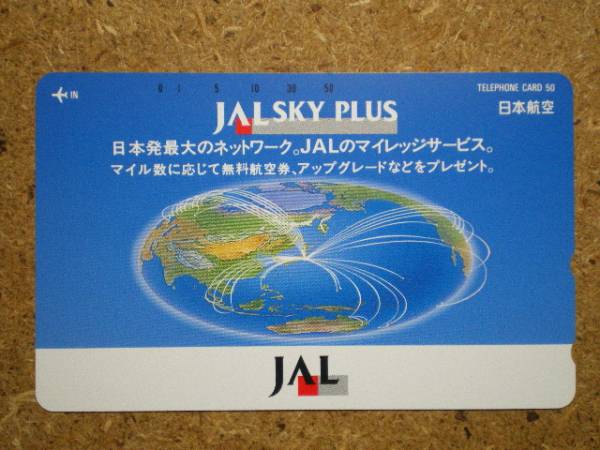 IN 0 1 5 10 30 50 TELEPHONE CARD 50
JALSKY PLUS 日本航空
日本発最大のネットワーク。JALのマイレッジサービス。
マイル数に応じて無料航空券、アップグレードなどをプレゼント。
JAL